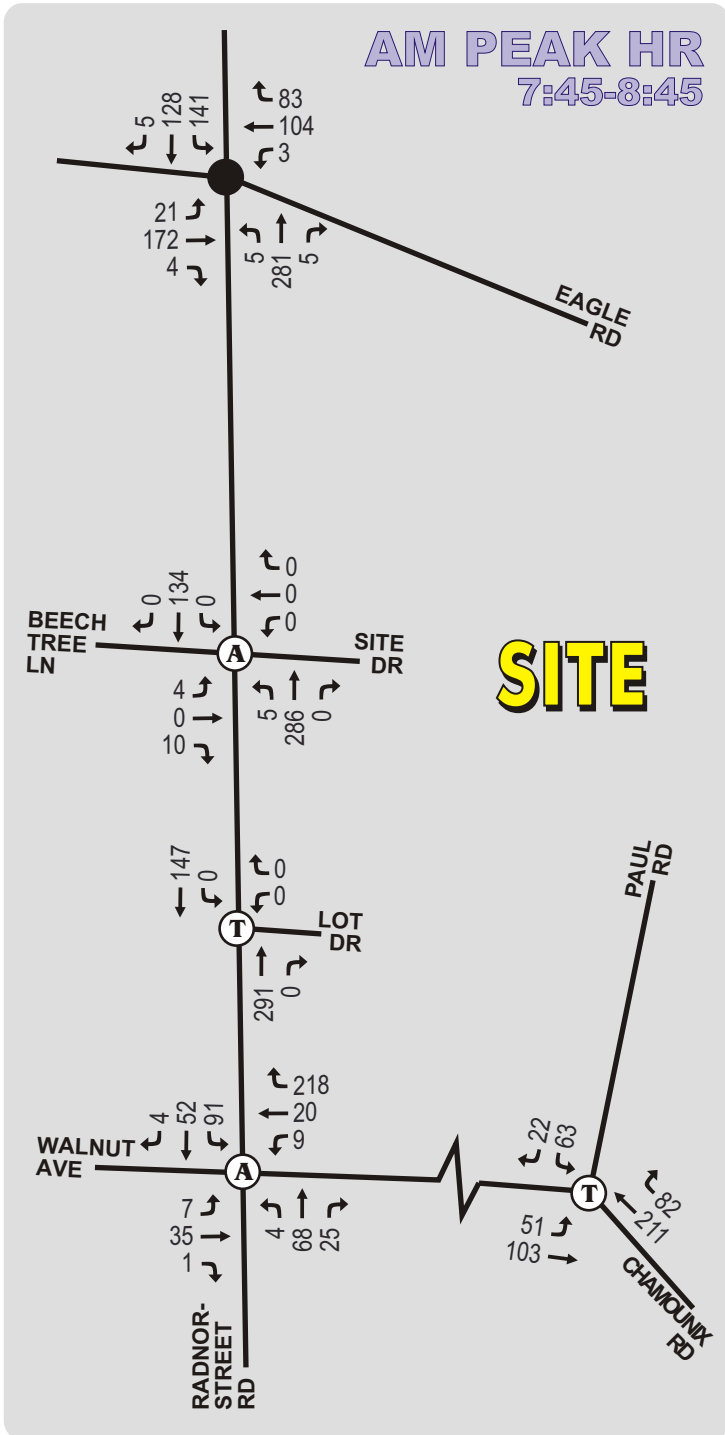 AM PEAK HR
7:45-8:45
5
128
141
83
104
3
21
172
4
5
281
5
EAGLE
RD
0
134
0
0
0
0
BEECH
TREE
LN
A
SITE
DR
SITE
4
0
10
5
286
0
147
0
0
0
T
LOT
DR
291
0
PAUL
RD
4
52
91
218
20
9
WALNUT
AVE
A
7
35
1
4
68
25
22
63
T
82
211
51
103
CHAMOUNIX
RD
RADNOR-
STREET
RD